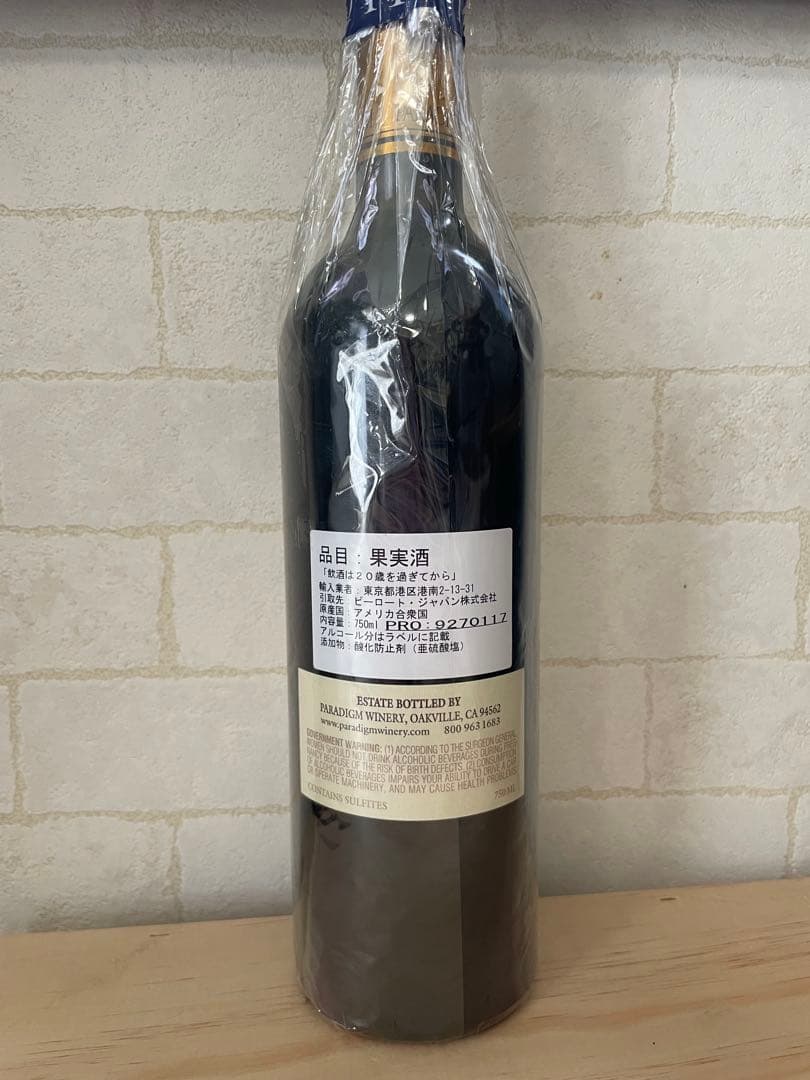 品目：果実酒
「飲酒は２０歳を過ぎてから」
輸入業者：東京都港区港南2-13-31
引取先：ピーロート・ジャパン株式会社
原産国：アメリカ合衆国
内容量：750ml PRO：9270117
アルコール分はラベルに記載
添加物：酸化防止剤（亜硫酸塩）
ESTATE BOTTLED BY
PARADIGM WINERY, OAKVILLE, CA 94562
www.paradigmwinery.com 800 963 1683
GOVERNMENT WARNING: (1) ACCORDING TO THE SURGEON GENERAL,
WOMEN SHOULD NOT DRINK ALCOHOLIC BEVERAGES DURING PREG-
NANCY BECAUSE OF THE RISK OF BIRTH DEFECTS. (2) CONSUMPTION
OF ALCOHOLIC BEVERAGES IMPAIRS YOUR ABILITY TO DRIVE A CAR
OR OPERATE MACHINERY, AND MAY CAUSE HEALTH PROBLEMS.
CONTAINS SULFITES 750 ML